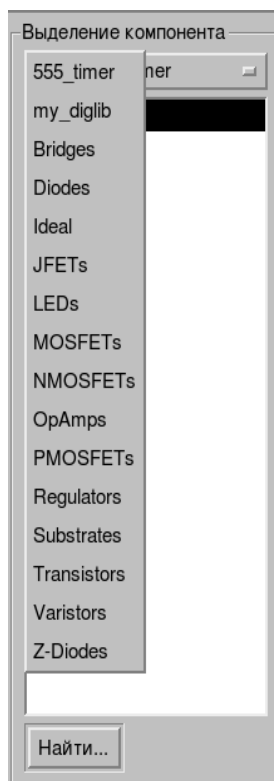 Выделение компонента
555_timer
mer
my_diglib
Bridges
Diodes
Ideal
JFETs
LEDs
MOSFETs
NMOSFETs
OpAmps
PMOSFETs
Regulators
Substrates
Transistors
Varistors
Z-Diodes
Найти...